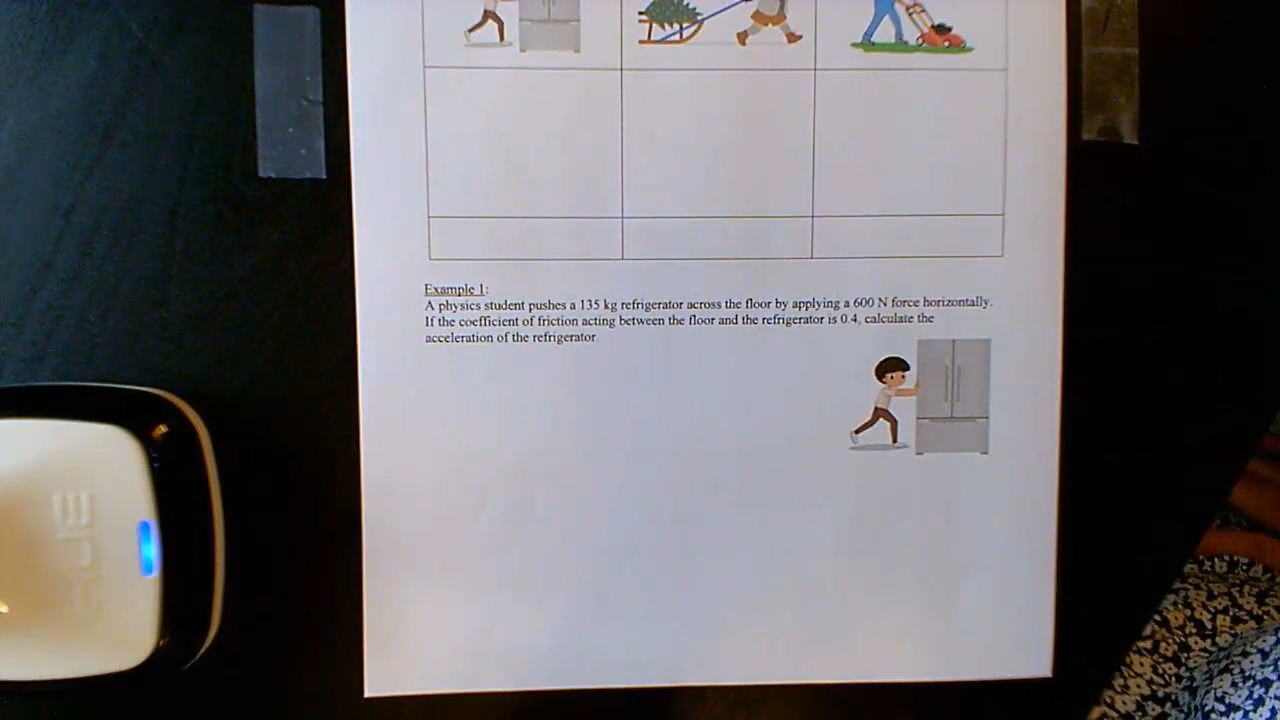 Example 1:
A physics student pushes a 135 kg refrigerator across the floor by applying a 600 N force horizontally.
If the coefficient of friction acting between the floor and the refrigerator is 0.4, calculate the
acceleration of the refrigerator.
HUE